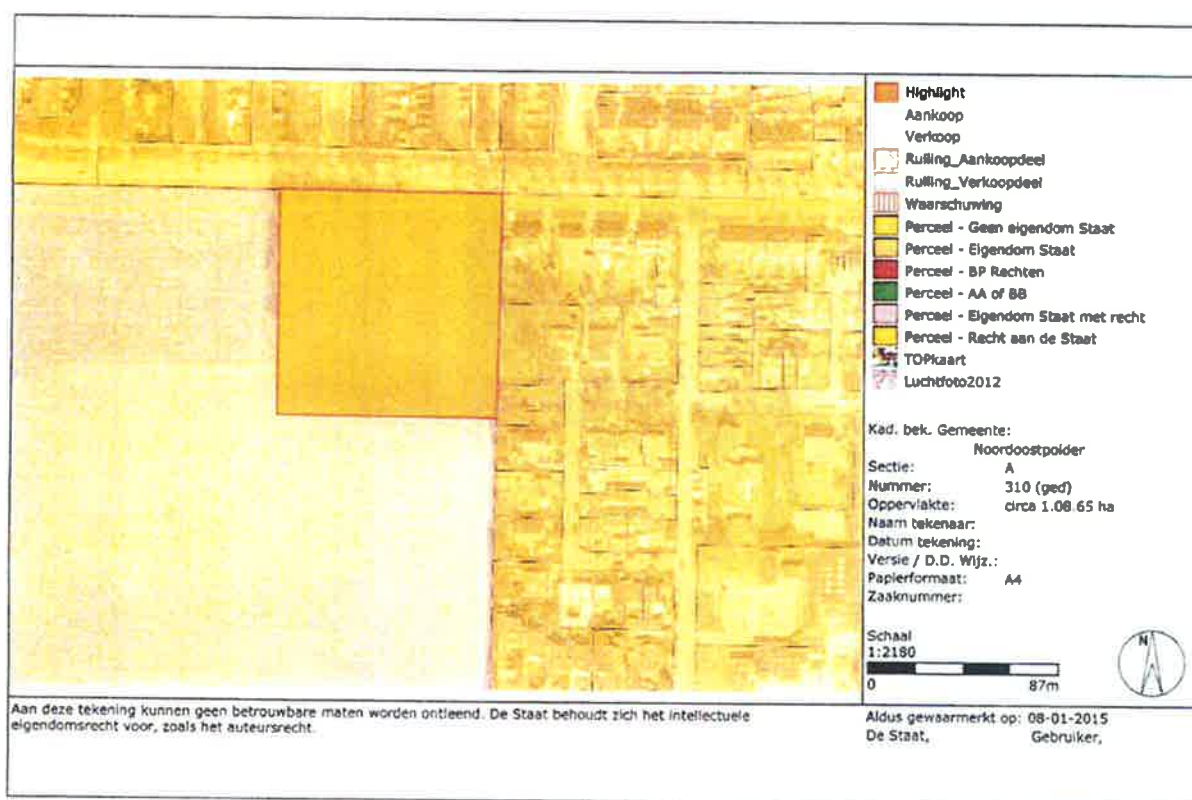 Highlight
Aankoop
Verkoop
Ruiling_Aankoopdeel
Ruiling_Verkoopdeel
Waarschuwing
Perceel - Geen eigendom Staat
Perceel - Eigendom Staat
Perceel - BP Rechten
Perceel - AA of BB
Perceel - Eigendom Staat met recht
Perceel - Recht aan de Staat
TOPkaart
Luchtfoto2012
Kad. bek. Gemeente:
Noordoostpolder
Sectie: A
Nummer: 310 (ged)
Oppervlakte: circa 1.08.65 ha
Naam tekenaar:
Datum tekening:
Versie / D.D. Wijz.:
Papierformaat: A4
Zaaknummer:
Schaal
1:2180
0 87m
N
Aan deze tekening kunnen geen betrouwbare maten worden ontleend. De Staat behoudt zich het intellectuele
eigendomsrecht voor, zoals het auteursrecht.
Aldus gewaarmerkt op: 08-01-2015
De Staat, Gebruiker,